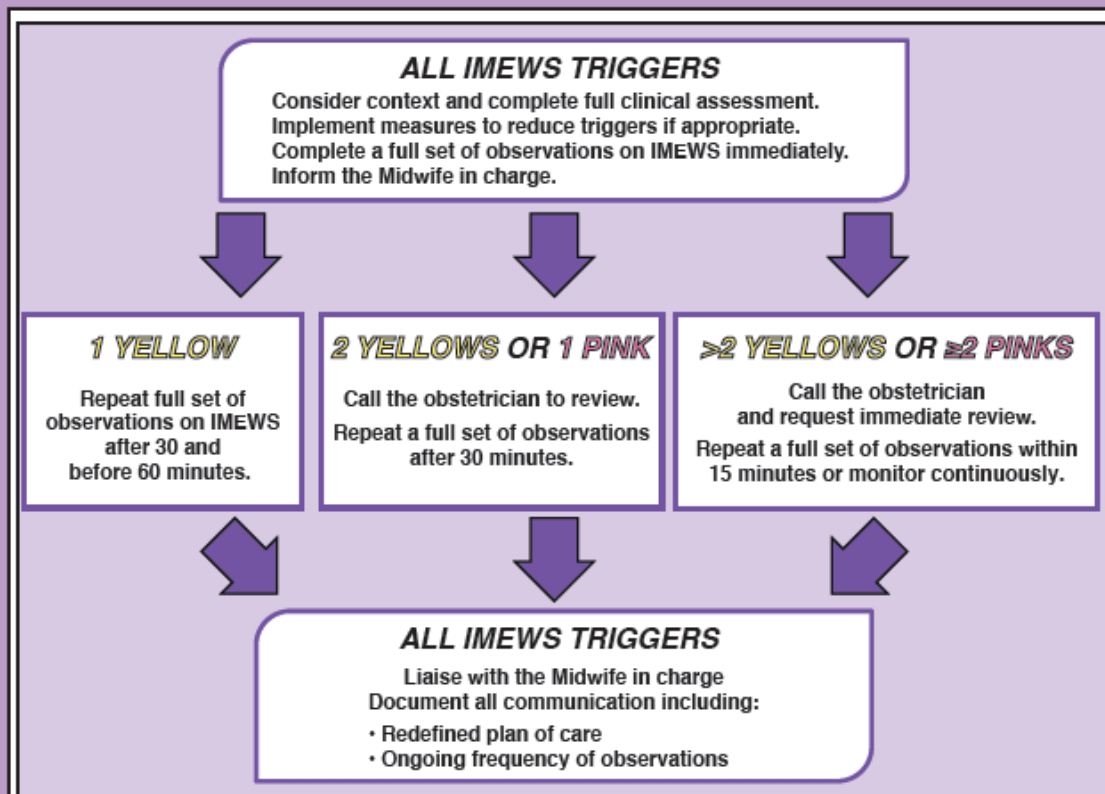 ALL IMEWS TRIGGERS
Consider context and complete full clinical assessment.
Implement measures to reduce triggers if appropriate.
Complete a full set of observations on IMEWS immediately.
Inform the Midwife in charge.
1 YELLOW
Repeat full set of
observations on IMEWS
after 30 and
before 60 minutes.
2 YELLOWS OR 1 PINK
Call the obstetrician to review.
Repeat a full set of observations
after 30 minutes.
>2 YELLOWS OR ≥2 PINKS
Call the obstetrician
and request immediate review.
Repeat a full set of observations within
15 minutes or monitor continuously.
ALL IMEWS TRIGGERS
Liaise with the Midwife in charge
Document all communication including:
• Redefined plan of care
• Ongoing frequency of observations